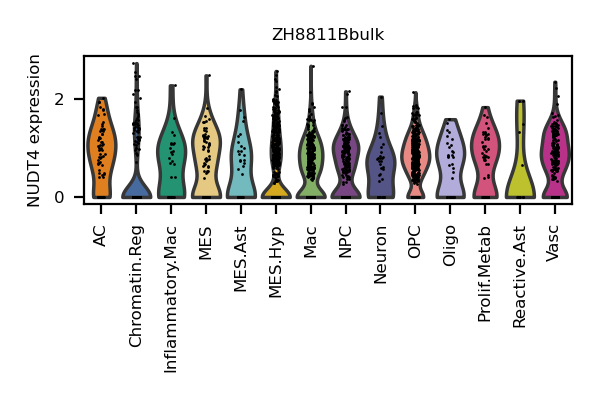 ZH8811Bbulk
NUDT4 expression
2
0
AC
Chromatin.Reg
Inflammatory.Mac
MES
MES.Ast
MES.Hyp
Mac
NPC
Neuron
OPC
Oligo
Prolif.Metab
Reactive.Ast
Vasc